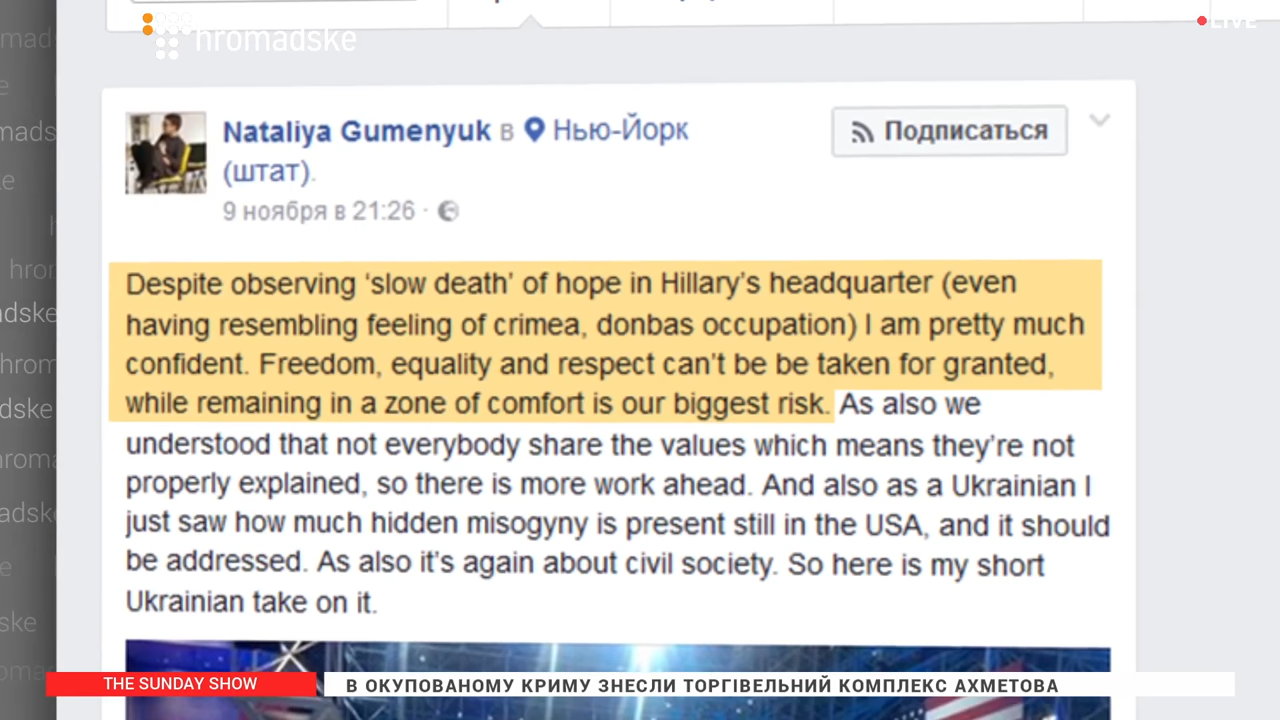 hromadske
LIVE
Nataliya Gumenyuk в Нью-Йорк
(штат).
Подписаться
9 ноября в 21:26 ·
Despite observing ‘slow death’ of hope in Hillary’s headquarter (even
having resembling feeling of crimea, donbas occupation) I am pretty much
confident. Freedom, equality and respect can’t be be taken for granted,
while remaining in a zone of comfort is our biggest risk. As also we
understood that not everybody share the values which means they’re not
properly explained, so there is more work ahead. And also as a Ukrainian I
just saw how much hidden misogyny is present still in the USA, and it should
be addressed. As also it’s again about civil society. So here is my short
Ukrainian take on it.
THE SUNDAY SHOW
В ОКУПОВАНОМУ КРИМУ ЗНЕСЛИ ТОРГІВЕЛЬНИЙ КОМПЛЕКС АХМЕТОВА